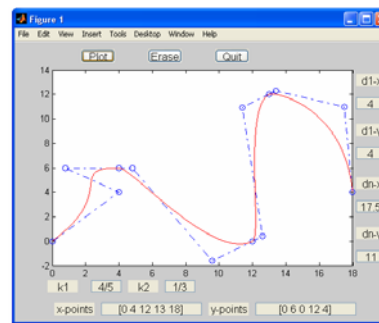 Figure 1
File Edit View Insert Tools Desktop Window Help
Plot Erase Quit
14
12
10
8
6
4
2
0
-2
0 2 4 6 8 10 12 14 16 18
d1-x
4
d1-y
4
dn-x
17.5
dn-y
11
k1 4/5 k2 1/3
x-points [0 4 12 13 18] y-points [0 6 0 12 4]